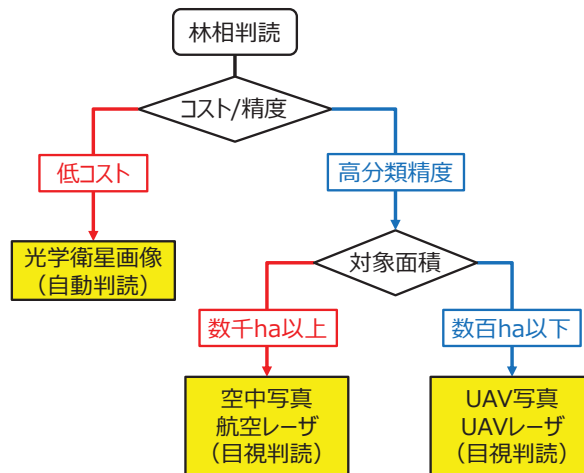 林相判読
コスト/精度
低コスト
高分類精度
光学衛星画像
（自動判読）
対象面積
数千ha以上
数百ha以下
空中写真
航空レーザ
（目視判読）
UAV写真
UAVレーザ
（目視判読）